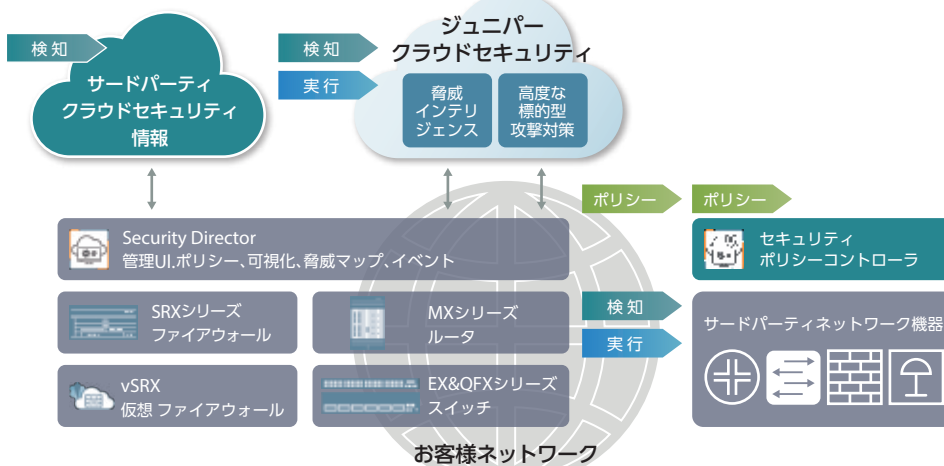 検知
サードパーティ
クラウドセキュリティ
情報
検知
実行
ジュニパー
クラウドセキュリティ
脅威
インテリ
ジェンス
高度な
標的型
攻撃対策
ポリシー
ポリシー
Security Director
管理UI、ポリシー、可視化、脅威マップ、イベント
セキュリティ
ポリシーコントローラ
SRXシリーズ
ファイアウォール
MXシリーズ
ルータ
検知
実行
サードパーティネットワーク機器
vSRX
仮想 ファイアウォール
EX&QFXシリーズ
スイッチ
お客様ネットワーク